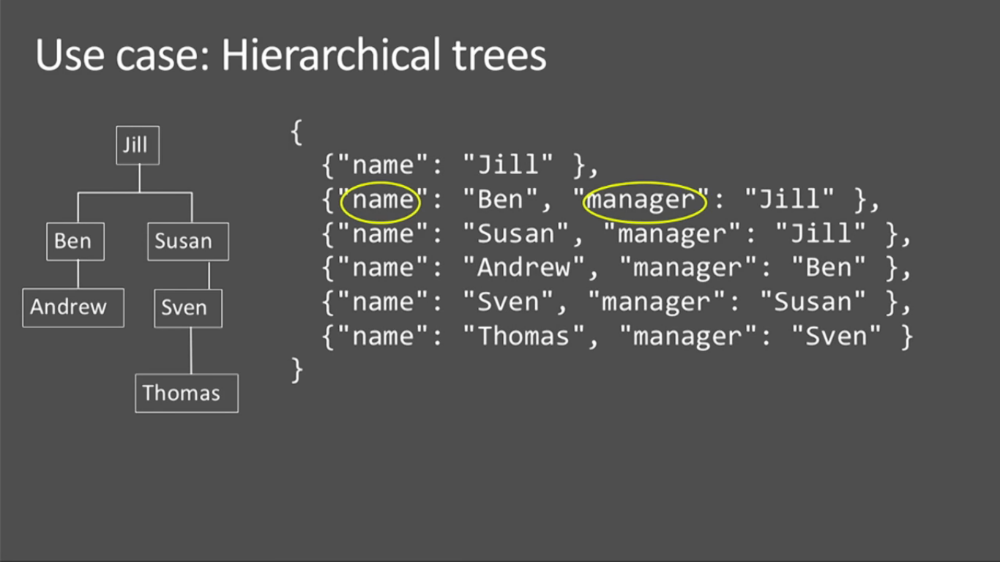 Use case: Hierarchical trees
Jill
Ben
Susan
Andrew
Sven
Thomas
{
{"name": "Jill" },
{"name": "Ben", "manager": "Jill" },
{"name": "Susan", "manager": "Jill" },
{"name": "Andrew", "manager": "Ben" },
{"name": "Sven", "manager": "Susan" },
{"name": "Thomas", "manager": "Sven" }
}